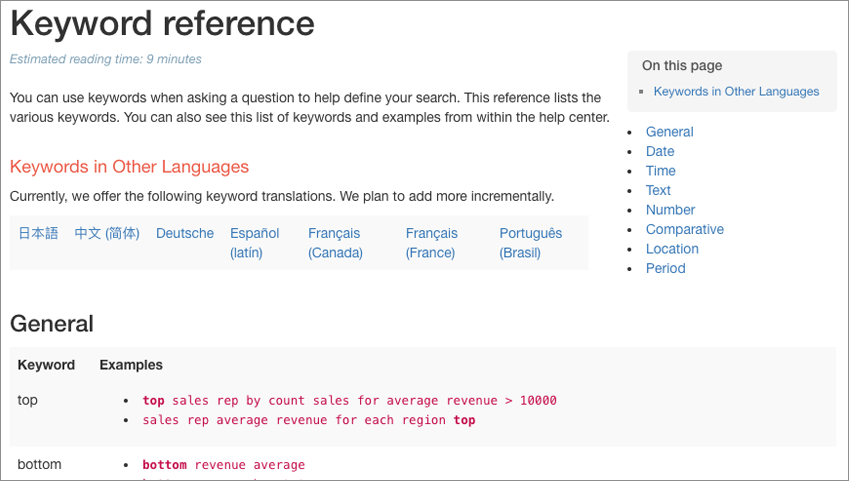 Keyword reference
Estimated reading time: 9 minutes
You can use keywords when asking a question to help define your search. This reference lists the
various keywords. You can also see this list of keywords and examples from within the help center.
Keywords in Other Languages
Currently, we offer the following keyword translations. We plan to add more incrementally.
日本語 中文 (简体) Deutsche Español Français Français Português
(latín) (Canada) (France) (Brasil)
On this page
Keywords in Other Languages
General
Date
Time
Text
Number
Comparative
Location
Period
General
Keyword Examples
top top sales rep by count sales for average revenue > 10000
sales rep average revenue for each region top
bottom bottom revenue average